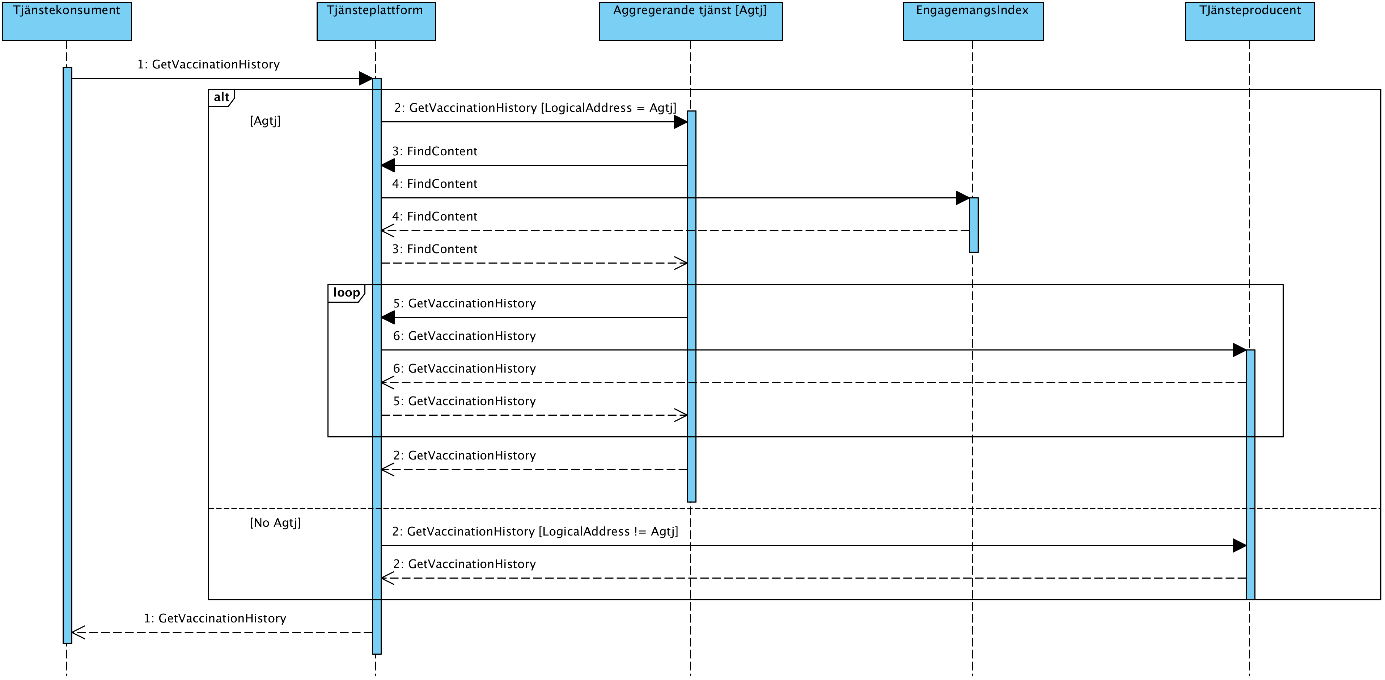 Tjänstekonsument
Tjänsteplattform
Aggregerande tjänst [Agtj]
EngagemangsIndex
TJänsteproducent
1: GetVaccinationHistory
alt
[Agtj]
2: GetVaccinationHistory [LogicalAddress = Agtj]
3: FindContent
4: FindContent
4: FindContent
3: FindContent
loop
5: GetVaccinationHistory
6: GetVaccinationHistory
6: GetVaccinationHistory
5: GetVaccinationHistory
2: GetVaccinationHistory
[No Agtj]
2: GetVaccinationHistory [LogicalAddress != Agtj]
2: GetVaccinationHistory
1: GetVaccinationHistory